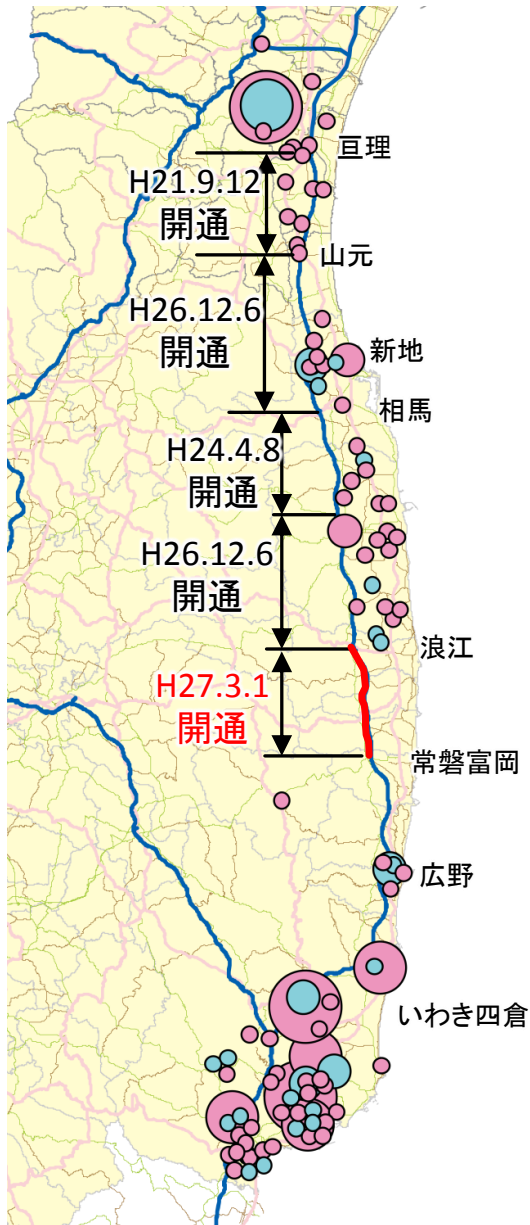 亘理
H21.9.12
開通
山元
H26.12.6
開通
新地
相馬
H24.4.8
開通
H26.12.6
開通
浪江
H27.3.1
開通
常磐富岡
広野
いわき四倉